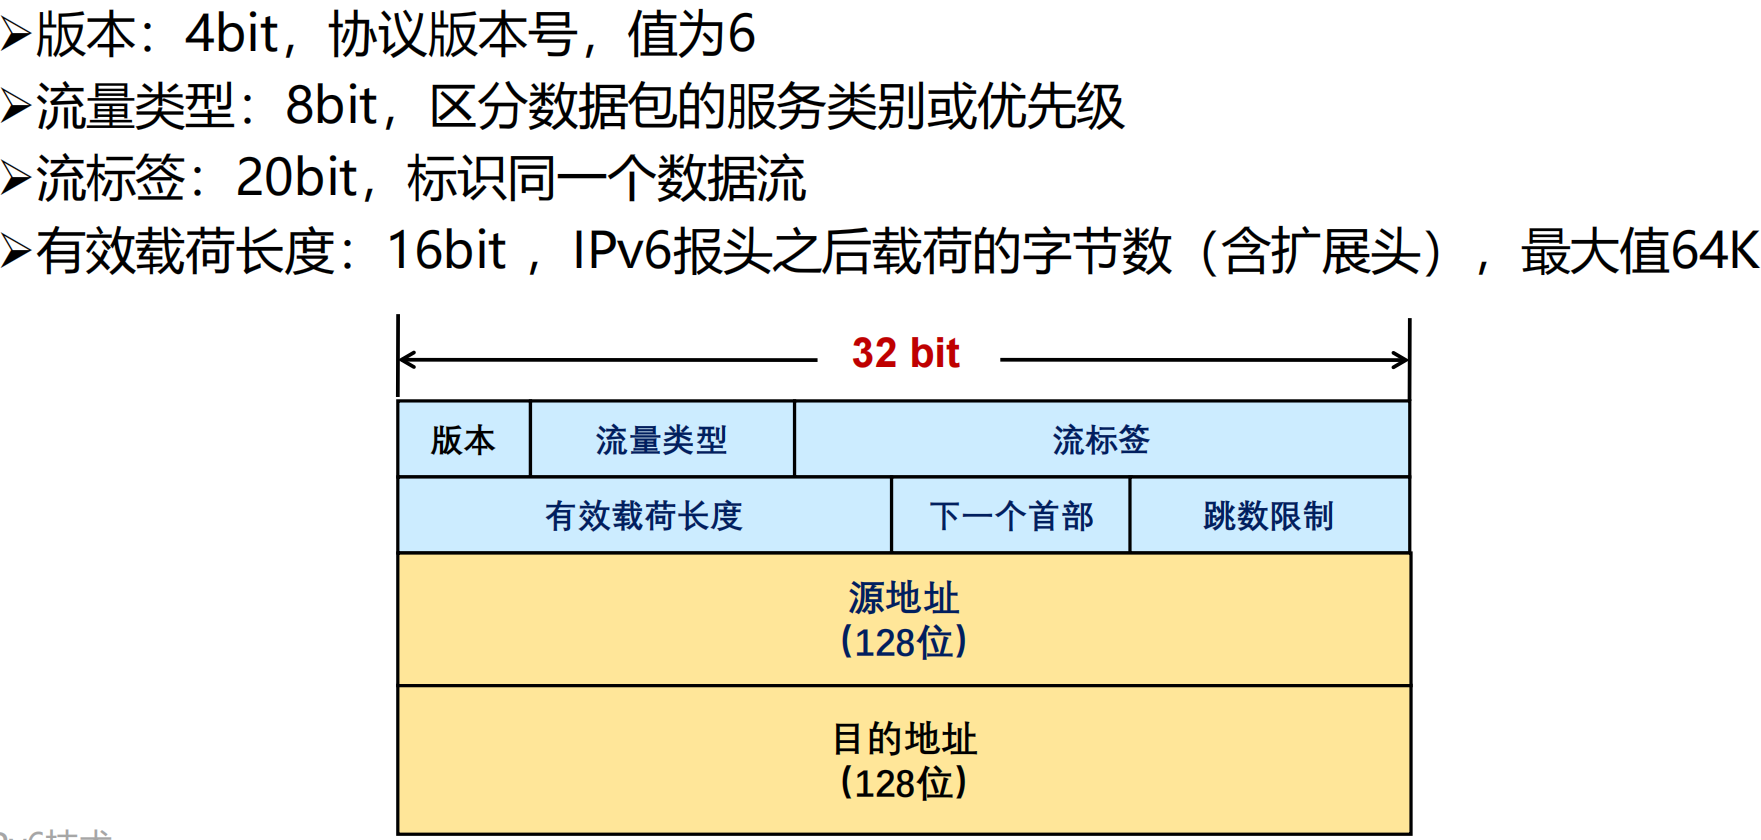 ➢版本：4bit，协议版本号，值为6
➢流量类型：8bit，区分数据包的服务类别或优先级
➢流标签：20bit，标识同一个数据流
➢有效载荷长度：16bit ，IPv6报头之后载荷的字节数（含扩展头），最大值64K
32 bit
版本 流量类型 流标签
有效载荷长度 下一个首部 跳数限制
源地址
(128位)
目的地址
(128位)